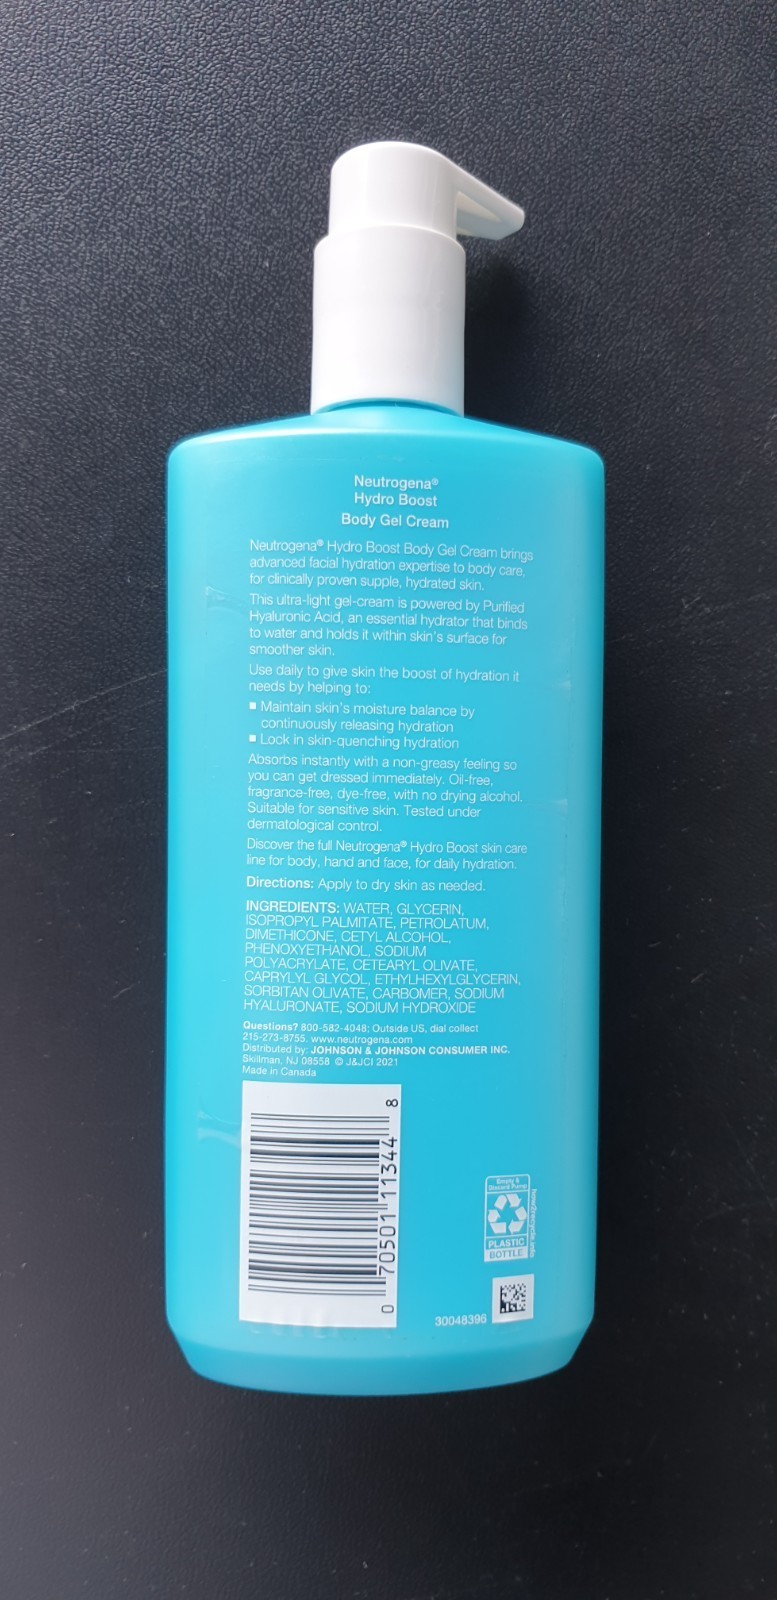 Neutrogena®
Hydro Boost
Body Gel Cream
Neutrogena® Hydro Boost Body Gel Cream brings
advanced facial hydration expertise to body care,
for clinically proven supple, hydrated skin.
This ultra-light gel-cream is powered by Purified
Hyaluronic Acid, an essential hydrator that binds
to water and holds it within skin's surface for
smoother skin.
Use daily to give skin the boost of hydration it
needs by helping to:
■ Maintain skin's moisture balance by
continuously releasing hydration
■ Lock in skin-quenching hydration
Absorbs instantly with a non-greasy feeling so
you can get dressed immediately. Oil-free,
fragrance-free, dye-free, with no drying alcohol.
Suitable for sensitive skin. Tested under
dermatological control.
Discover the full Neutrogena® Hydro Boost skin care
line for body, hand and face, for daily hydration.
Directions: Apply to dry skin as needed.
INGREDIENTS: WATER, GLYCERIN,
ISOPROPYL PALMITATE, PETROLATUM,
DIMETHICONE, CETYL ALCOHOL,
PHENOXYETHANOL, SODIUM
POLYACRYLATE, CETEARYL OLIVATE,
CAPRYLYL GLYCOL, ETHYLHEXYLGLYCERIN,
SORBITAN OLIVATE, CARBOMER, SODIUM
HYALURONATE, SODIUM HYDROXIDE
Questions? 800-582-4048; Outside US, dial collect
215-273-8755. www.neutrogena.com
Distributed by: JOHNSON & JOHNSON CONSUMER INC.
Skillman, NJ 08558 © J&JCI 2021
Made in Canada
0 70501 11344 8
Empty &
Discard Pump
PLASTIC
BOTTLE
how2recycle.info
30048396